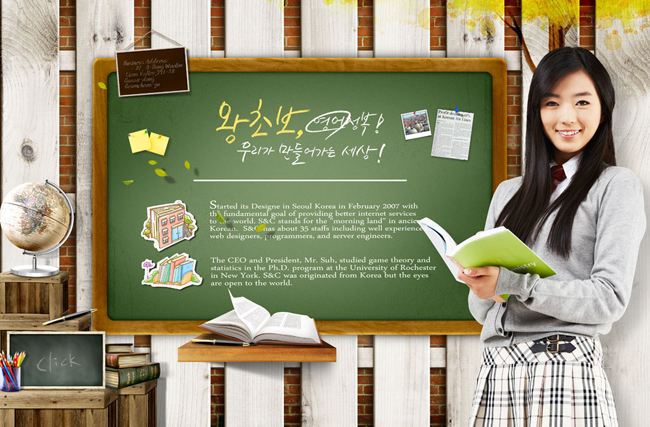 Business Address
왕초보, 영어정복!
우리가 만들어가는 세상!
Started its Designe in Seoul Korea in February 2007 with
the fundamental goal of providing better internet services
to the world. S&C stands for the "morning land" in ancient
Korean. S&C has about 35 staffs including well experienced
web designers, programmers, and server engineers.
The CEO and President, Mr. Suh, studied game theory and
statistics in the Ph.D. program at the University of Rochester
in New York. S&C was originated from Korea but the eyes
are open to the world.
Click